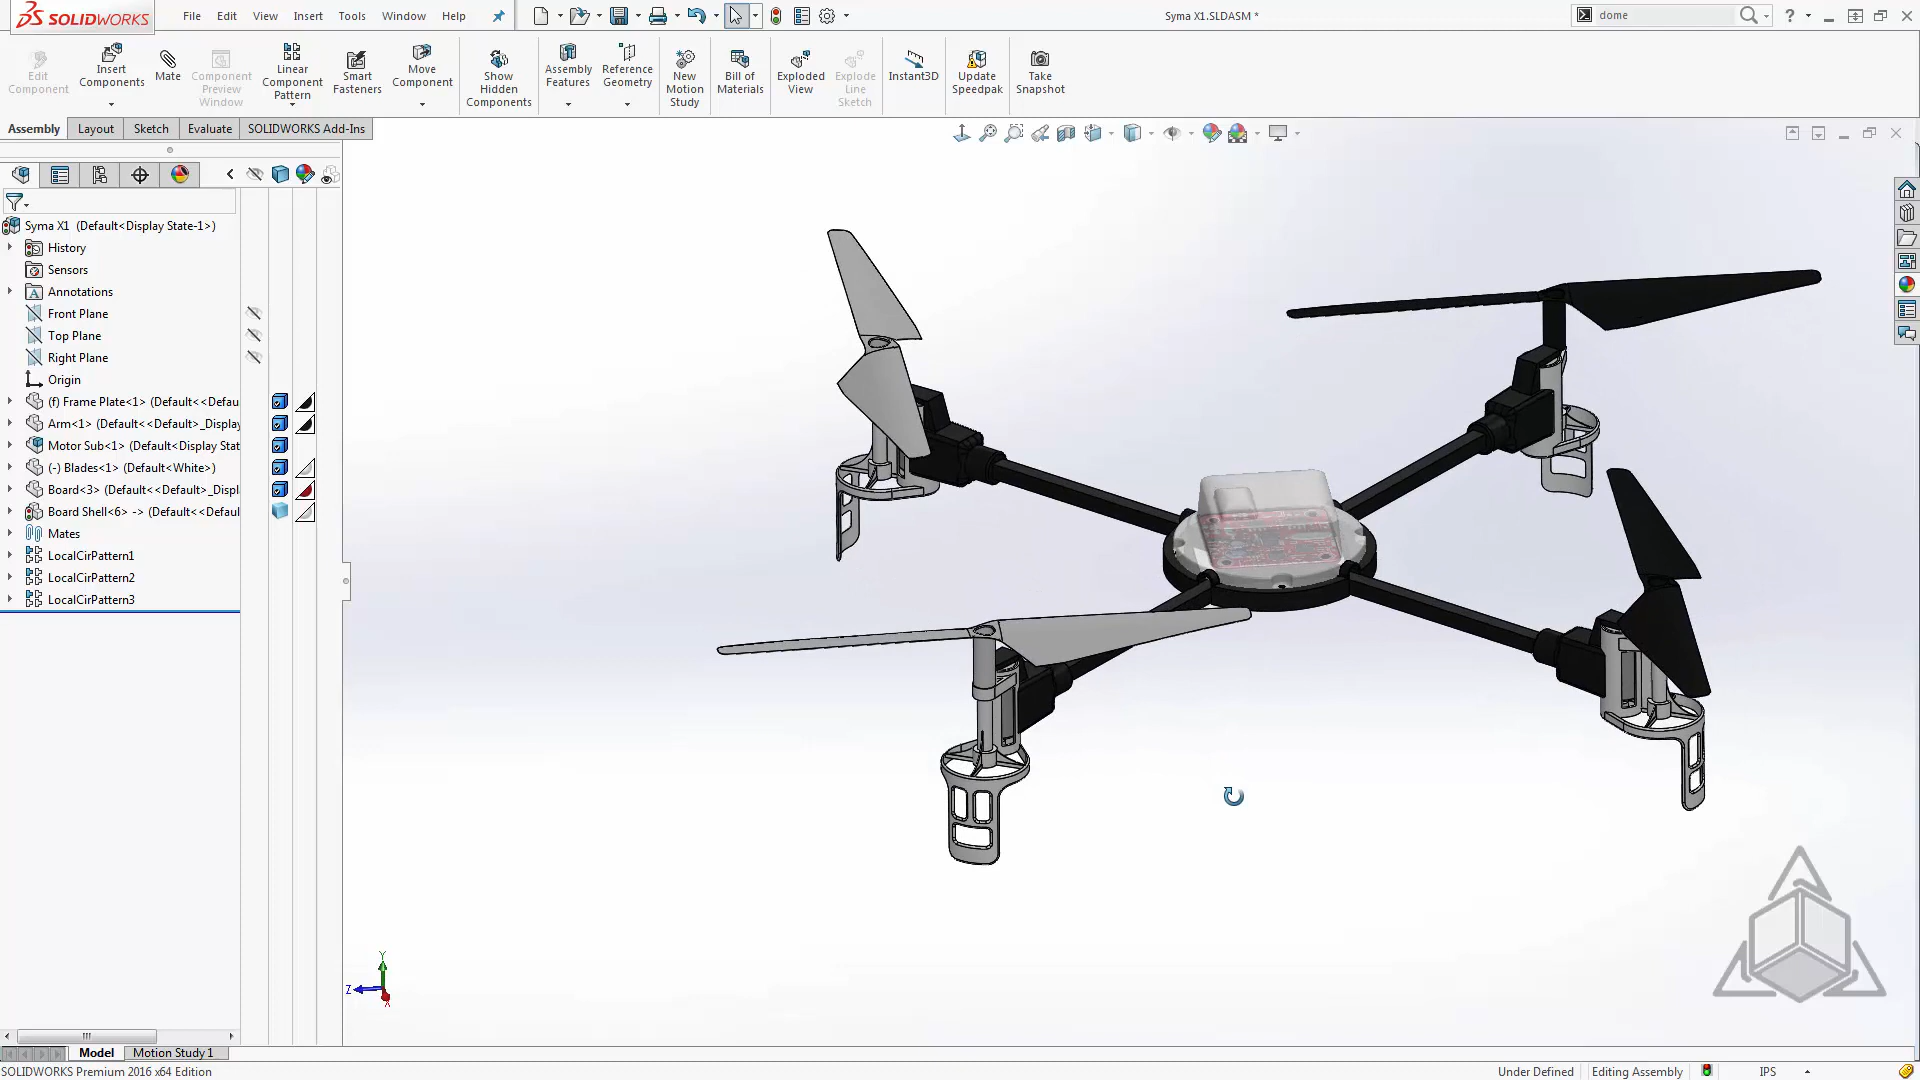 SOLIDWORKS
File Edit View Insert Tools Window Help
Syma X1.SLDASM *
dome
Edit Component
Insert Components
Mate
Component Preview Window
Linear Component Pattern
Smart Fasteners
Move Component
Show Hidden Components
Assembly Features
Reference Geometry
New Motion Study
Bill of Materials
Exploded View
Explode Line Sketch
Instant3D
Update Speedpak
Take Snapshot
Assembly Layout Sketch Evaluate SOLIDWORKS Add-Ins
Syma X1 (Default<Display State-1>)
History
Sensors
Annotations
Front Plane
Top Plane
Right Plane
Origin
(f) Frame Plate<1> (Default<<Defau
Arm<1> (Default<<Default>_Display
Motor Sub<1> (Default<Display Stat
(-) Blades<1> (Default<White>)
Board<3> (Default<<Default>_Displ
Board Shell<6> -> (Default<<Defaul
Mates
LocalCirPattern1
LocalCirPattern2
LocalCirPattern3
Y
Z
X
Model Motion Study 1
SOLIDWORKS Premium 2016 x64 Edition
Under Defined Editing Assembly IPS